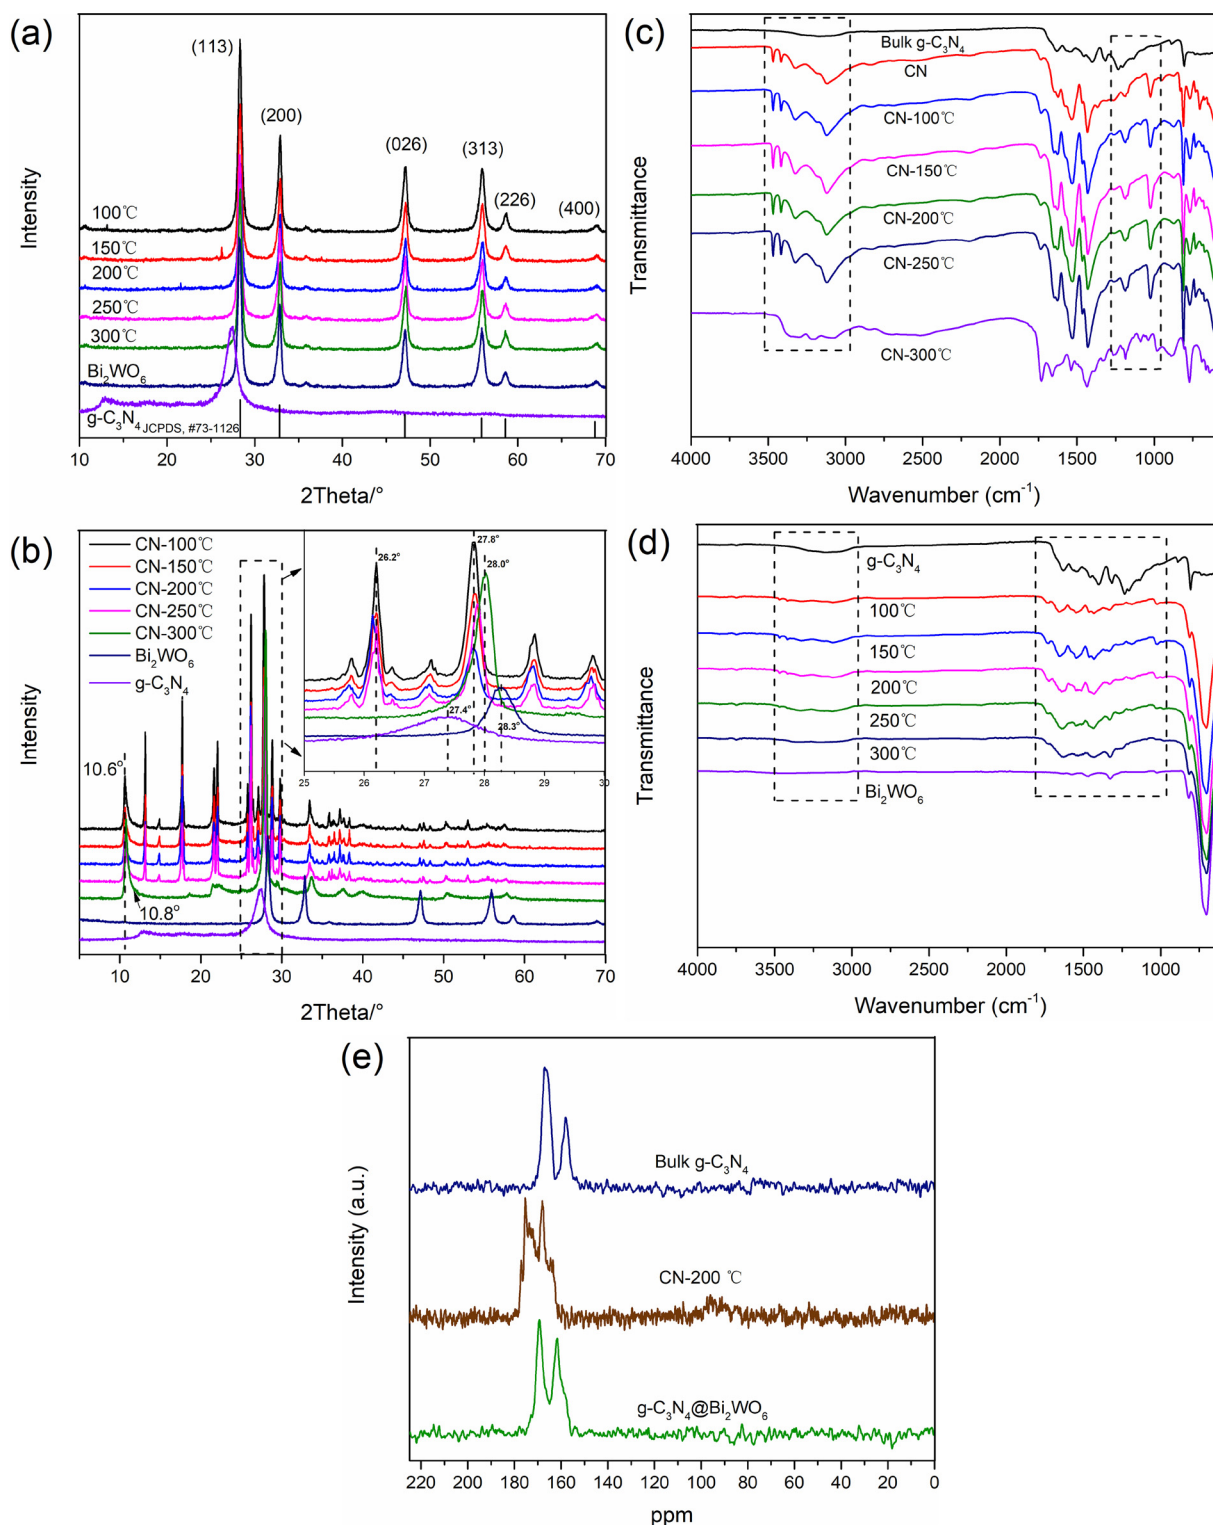 (a)
(113)
(200)
(026)
(313)
(226)
(400)
100℃
150℃
200℃
250℃
300℃
Bi₂WO₆
g-C₃N₄ JCPDS, #73-1126
10 20 30 40 50 60 70
2Theta/°
Intensity
(c)
Bulk g-C₃N₄
CN
CN-100℃
CN-150℃
CN-200℃
CN-250℃
CN-300℃
4000 3500 3000 2500 2000 1500 1000
Wavenumber (cm⁻¹)
Transmittance
(b)
CN-100℃
CN-150℃
CN-200℃
CN-250℃
CN-300℃
Bi₂WO₆
g-C₃N₄
26.2°
27.8°
28.0°
27.4°
28.3°
25 26 27 28 29 30
10.6°
10.8°
10 20 30 40 50 60 70
2Theta/°
Intensity
(d)
g-C₃N₄
100℃
150℃
200℃
250℃
300℃
Bi₂WO₆
4000 3500 3000 2500 2000 1500 1000
Wavenumber (cm⁻¹)
Transmittance
(e)
Bulk g-C₃N₄
CN-200 ℃
g-C₃N₄@Bi₂WO₆
220 200 180 160 140 120 100 80 60 40 20 0
ppm
Intensity (a.u.)